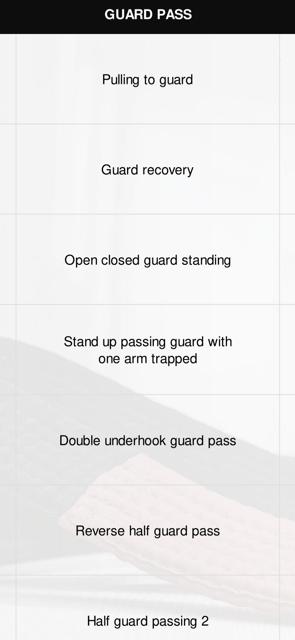 GUARD PASS
Pulling to guard
Guard recovery
Open closed guard standing
Stand up passing guard with
one arm trapped
Double underhook guard pass
Reverse half guard pass
Half guard passing 2